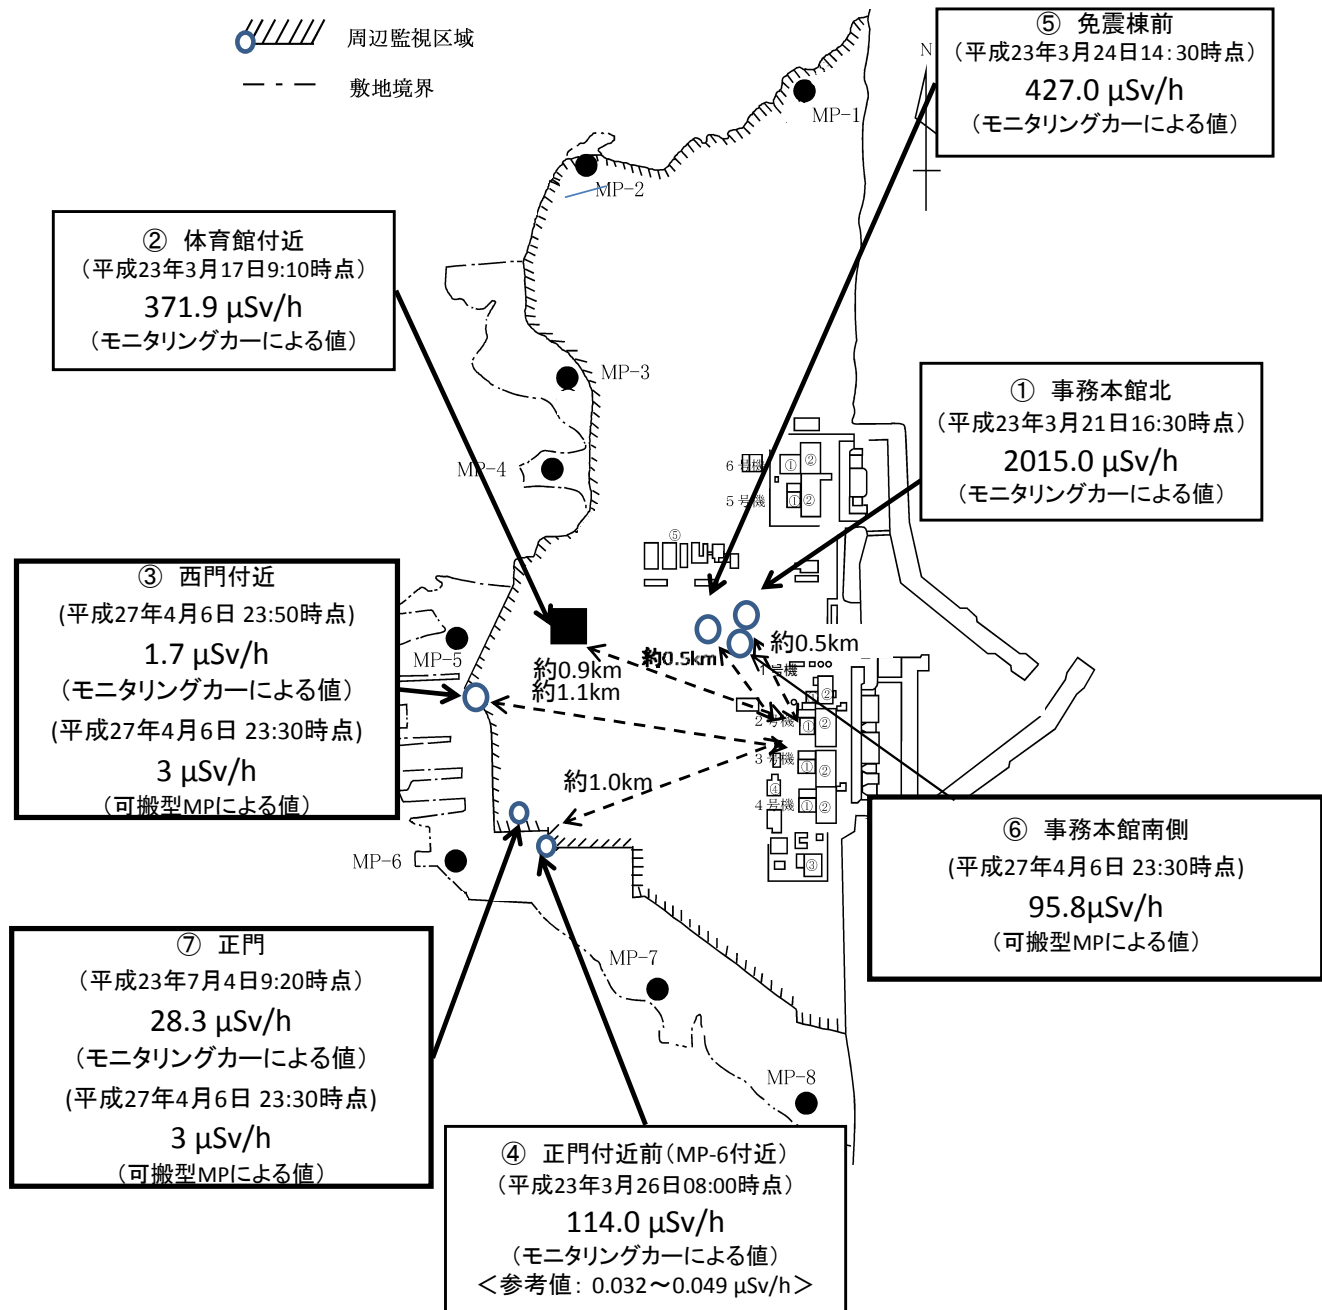 周辺監視区域
敷地境界
⑤ 免震棟前
（平成23年3月24日14:30時点）
427.0 μSv/h
（モニタリングカーによる値）
N
MP-1
MP-2
② 体育館付近
（平成23年3月17日9:10時点）
371.9 μSv/h
（モニタリングカーによる値）
MP-3
① 事務本館北
（平成23年3月21日16:30時点）
2015.0 μSv/h
（モニタリングカーによる値）
MP-4
6号機
①
②
5号機
①
②
⑤
③ 西門付近
(平成27年4月6日 23:50時点)
1.7 μSv/h
（モニタリングカーによる値）
(平成27年4月6日 23:30時点)
3 μSv/h
（可搬型MPによる値）
MP-5
約0.9km
約1.1km
約0.5km
約0.5km
1号機
②
2号機
①
②
3号機
①
②
約1.0km
④
4号機
①
②
③
MP-6
⑥ 事務本館南側
(平成27年4月6日 23:30時点)
95.8μSv/h
（可搬型MPによる値）
⑦ 正門
（平成23年7月4日9:20時点）
28.3 μSv/h
（モニタリングカーによる値）
(平成27年4月6日 23:30時点)
3 μSv/h
（可搬型MPによる値）
MP-7
MP-8
④ 正門付近前（MP-6付近）
（平成23年3月26日08:00時点）
114.0 μSv/h
（モニタリングカーによる値）
＜参考値：0.032～0.049 μSv/h＞